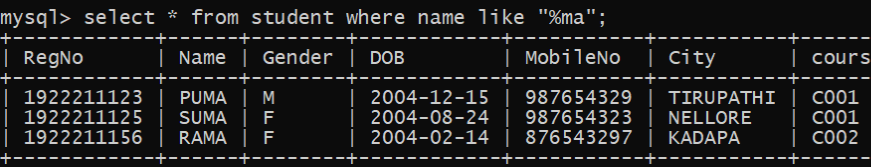 mysql> select * from student where name like "%ma";
+------------+------+--------+------------+-----------+-----------+------
| RegNo      | Name | Gender | DOB        | MobileNo  | City      | cours
+------------+------+--------+------------+-----------+-----------+------
| 1922211123 | PUMA | M      | 2004-12-15 | 987654329 | TIRUPATHI | C001
| 1922211125 | SUMA | F      | 2004-08-24 | 987654323 | NELLORE   | C001
| 1922211156 | RAMA | F      | 2004-02-14 | 876543297 | KADAPA    | C002
+------------+------+--------+------------+-----------+-----------+------